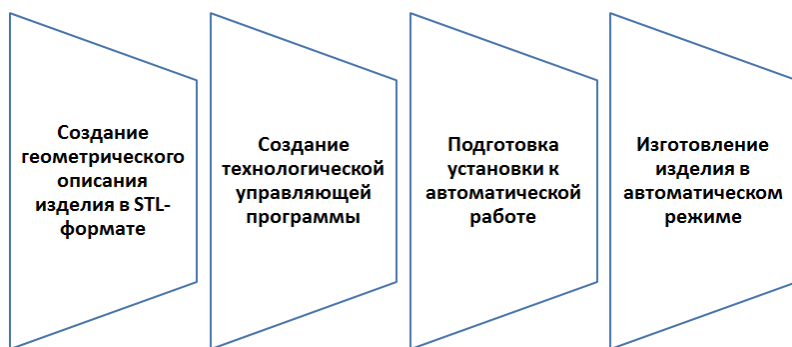 Создание
геометрического
описания
изделия в STL-
формате
Создание
технологической
управляющей
программы
Подготовка
установки к
автоматической
работе
Изготовление
изделия в
автоматическом
режиме